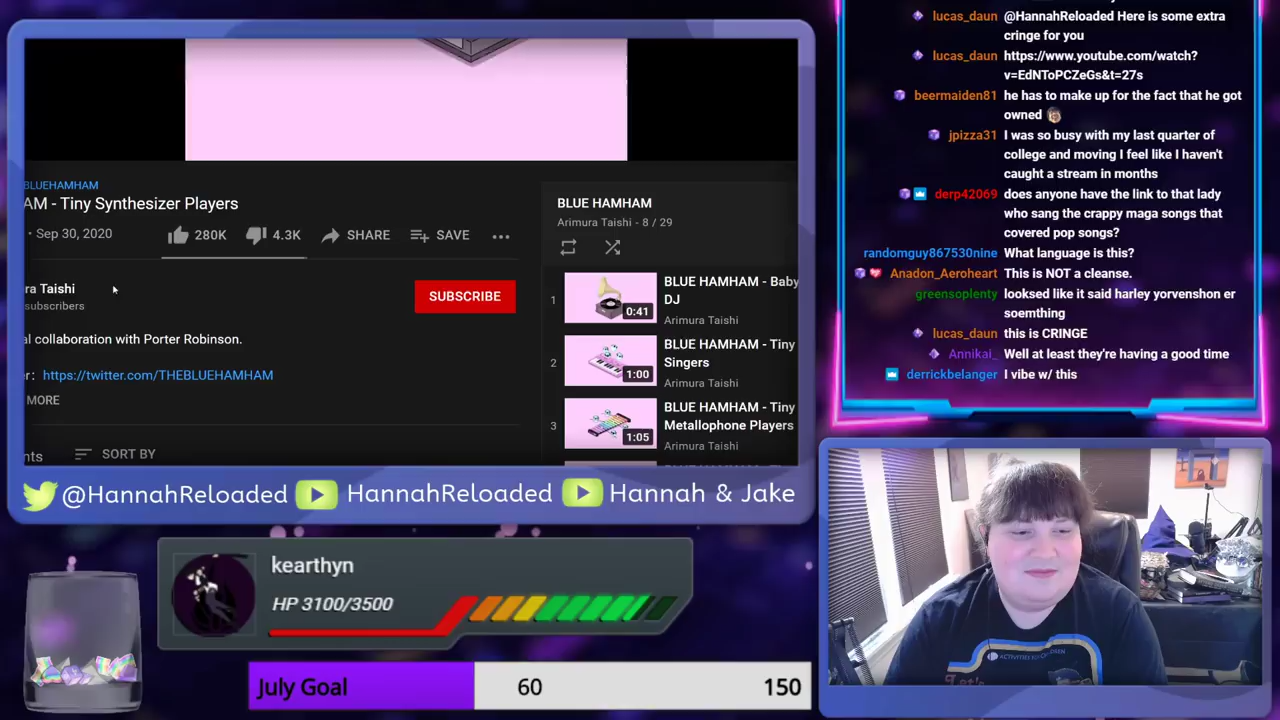 BLUEHAMHAM
AM - Tiny Synthesizer Players
· Sep 30, 2020
280K
4.3K
SHARE
SAVE
ra Taishi
subscribers
SUBSCRIBE
al collaboration with Porter Robinson.
r: https://twitter.com/THEBLUEHAMHAM
MORE
nts
SORT BY
BLUE HAMHAM
Arimura Taishi - 8 / 29
1
0:41
BLUE HAMHAM - Baby
DJ
Arimura Taishi
2
1:00
BLUE HAMHAM - Tiny
Singers
Arimura Taishi
3
1:05
BLUE HAMHAM - Tiny
Metallophone Players
Arimura Taishi
@HannahReloaded HannahReloaded Hannah & Jake
kearthyn
HP 3100/3500
July Goal 60 150
lucas_daun @HannahReloaded Here is some extra
cringe for you
lucas_daun https://www.youtube.com/watch?
v=EdNToPCZeGs&t=27s
beermaiden81 he has to make up for the fact that he got
owned
jpizza31 I was so busy with my last quarter of
college and moving I feel like I haven't
caught a stream in months
derp42069 does anyone have the link to that lady
who sang the crappy maga songs that
covered pop songs?
randomguy867530nine What language is this?
Anadon_Aeroheart This is NOT a cleanse.
greensoplenty looksed like it said harley yorvenshon er
soemthing
lucas_daun this is CRINGE
Annikai_ Well at least they're having a good time
derrickbelanger I vibe w/ this
ACTIVITIES FOR CHILDREN
Let's